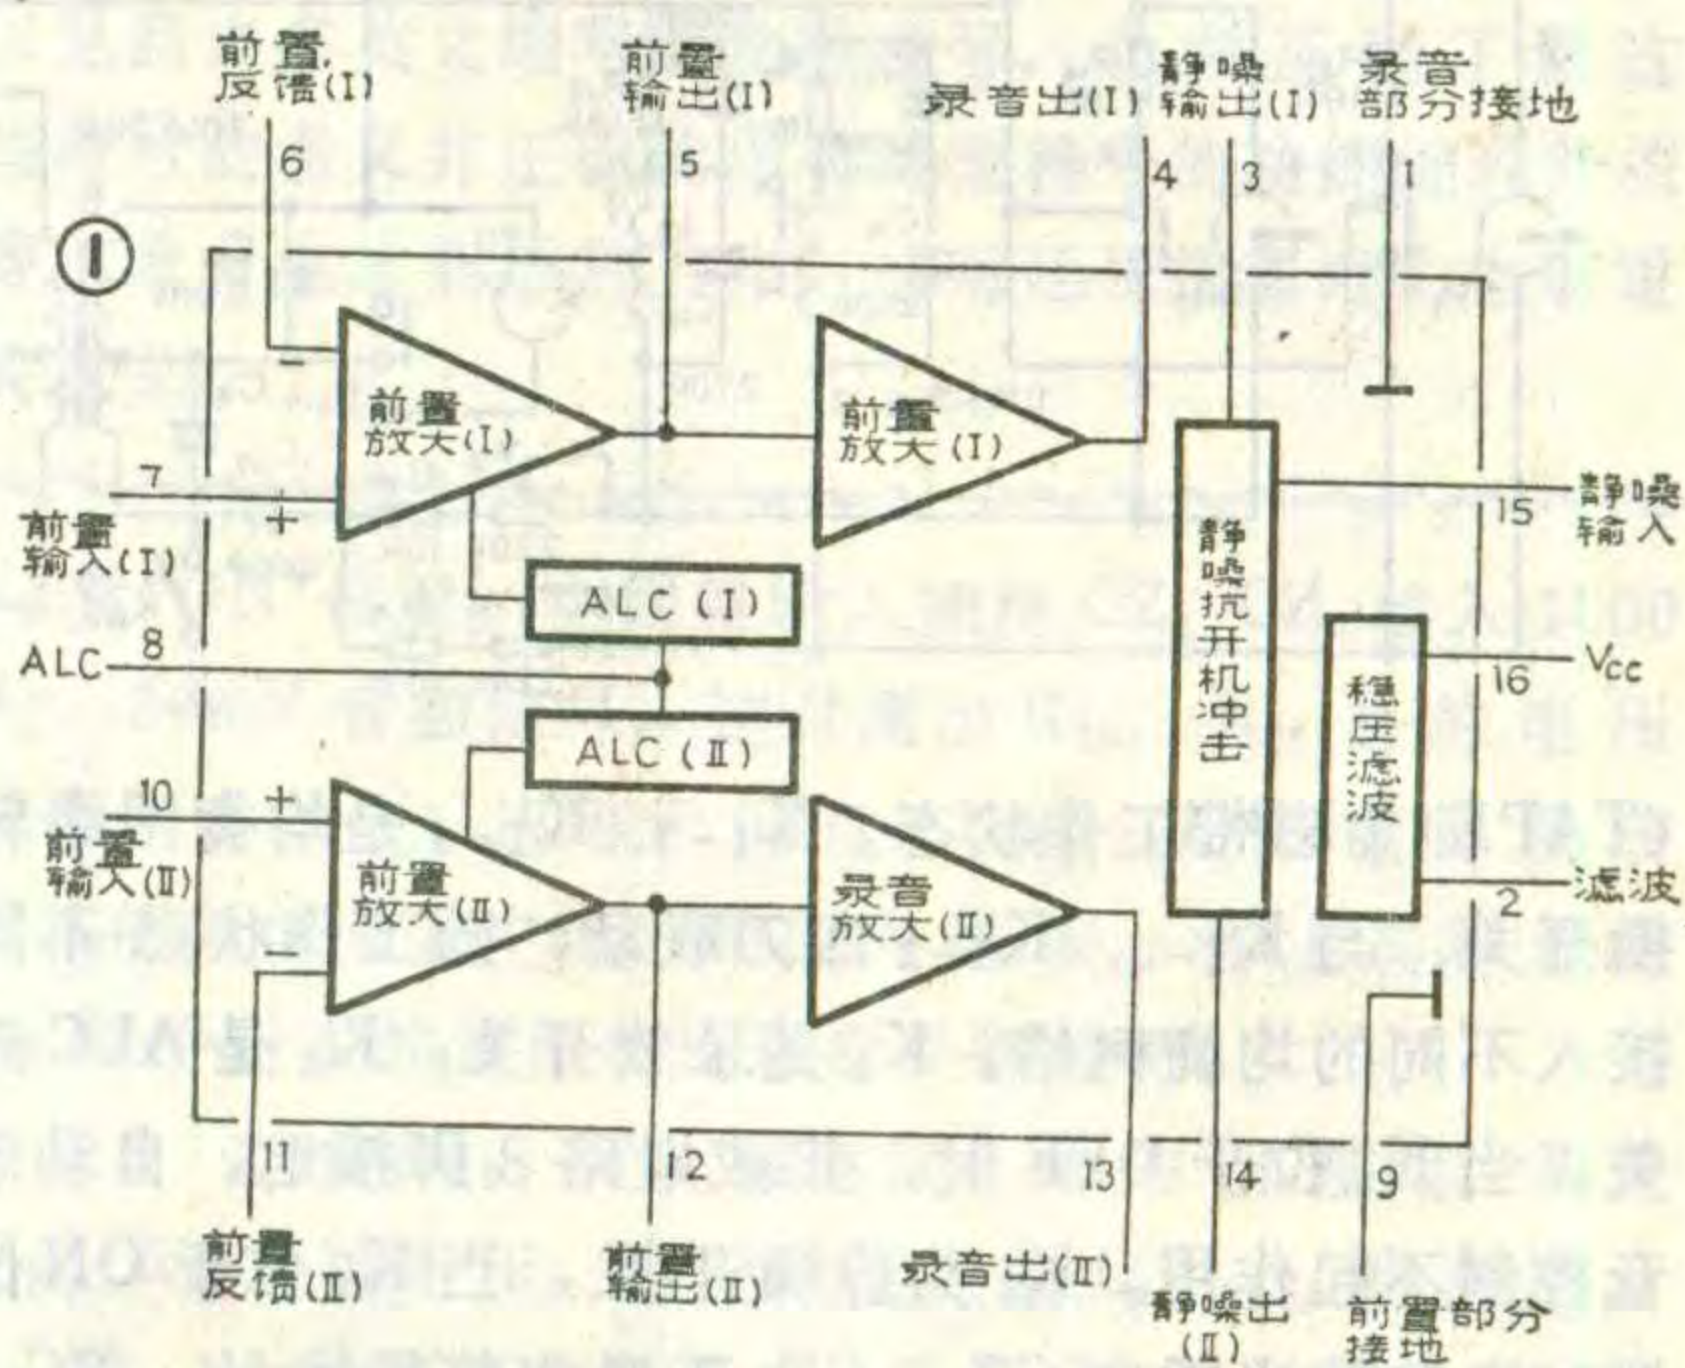 前置
反馈(I)
前置
输出(I)
录音出(I)
静噪
输出(I)
录音
部分接地
6
5
4
3
1
①
前置
放大(I)
前置
放大(I)
−
+
7
前置
输入(I)
静噪抗开机冲击
15
静噪
输入
ALC (I)
8
ALC
稳压滤波
16
Vcc
ALC (II)
10
前置
输入(II)
+
−
前置
放大(II)
录音
放大(II)
2
滤波
11
12
13
14
9
前置
反馈(II)
前置
输出(II)
录音出(II)
静噪出
(II)
前置部分
接地